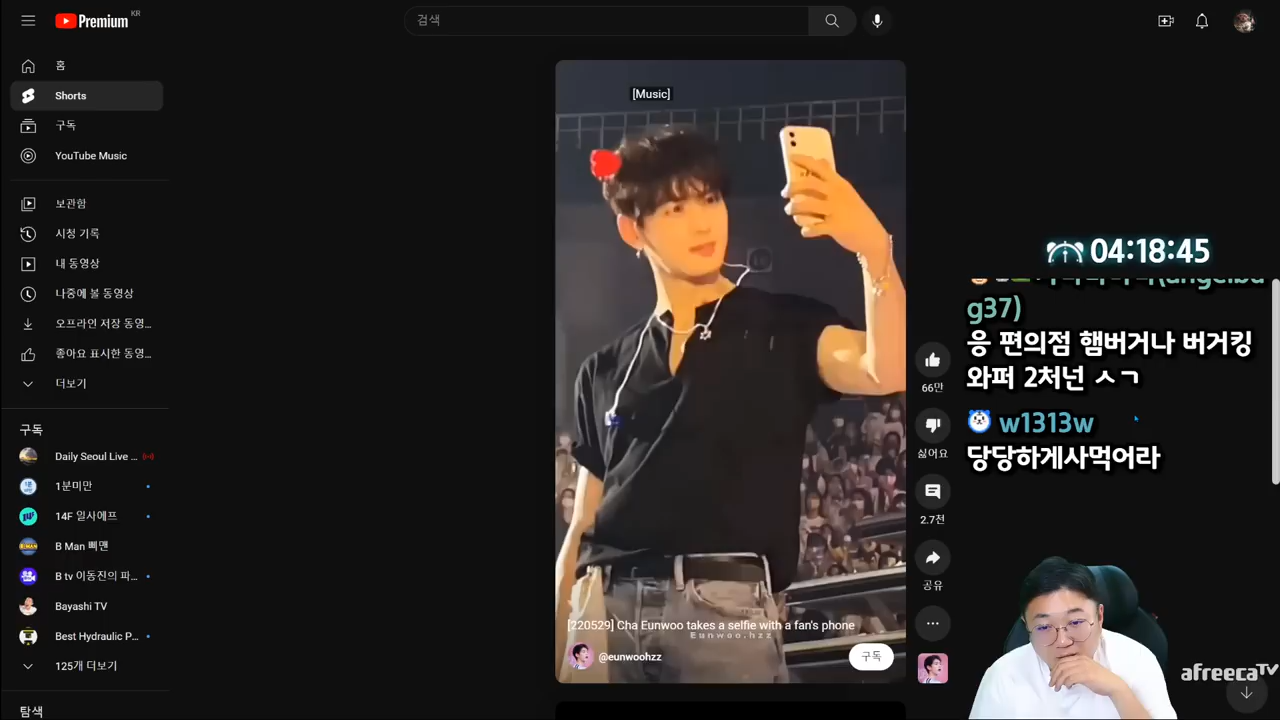 Premium KR
검색
홈
Shorts
구독
YouTube Music
보관함
시청 기록
내 동영상
나중에 볼 동영상
오프라인 저장 동영...
좋아요 표시한 동영...
더보기
구독
Daily Seoul Live ...
1분미만
14F 일사에프
B Man 삐맨
B tv 이동진의 파...
Bayashi TV
Best Hydraulic P...
125개 더보기
탐색
[Music]
[220529] Cha Eunwoo takes a selfie with a fan's phone
Eunwoo.hzz
@eunwoohzz
구독
66만
싫어요
2.7천
공유
04:18:45
g37)
응 편의점 햄버거나 버거킹
와퍼 2처넌 ㅅㄱ
w1313w
당당하게사먹어라
afreecaTV